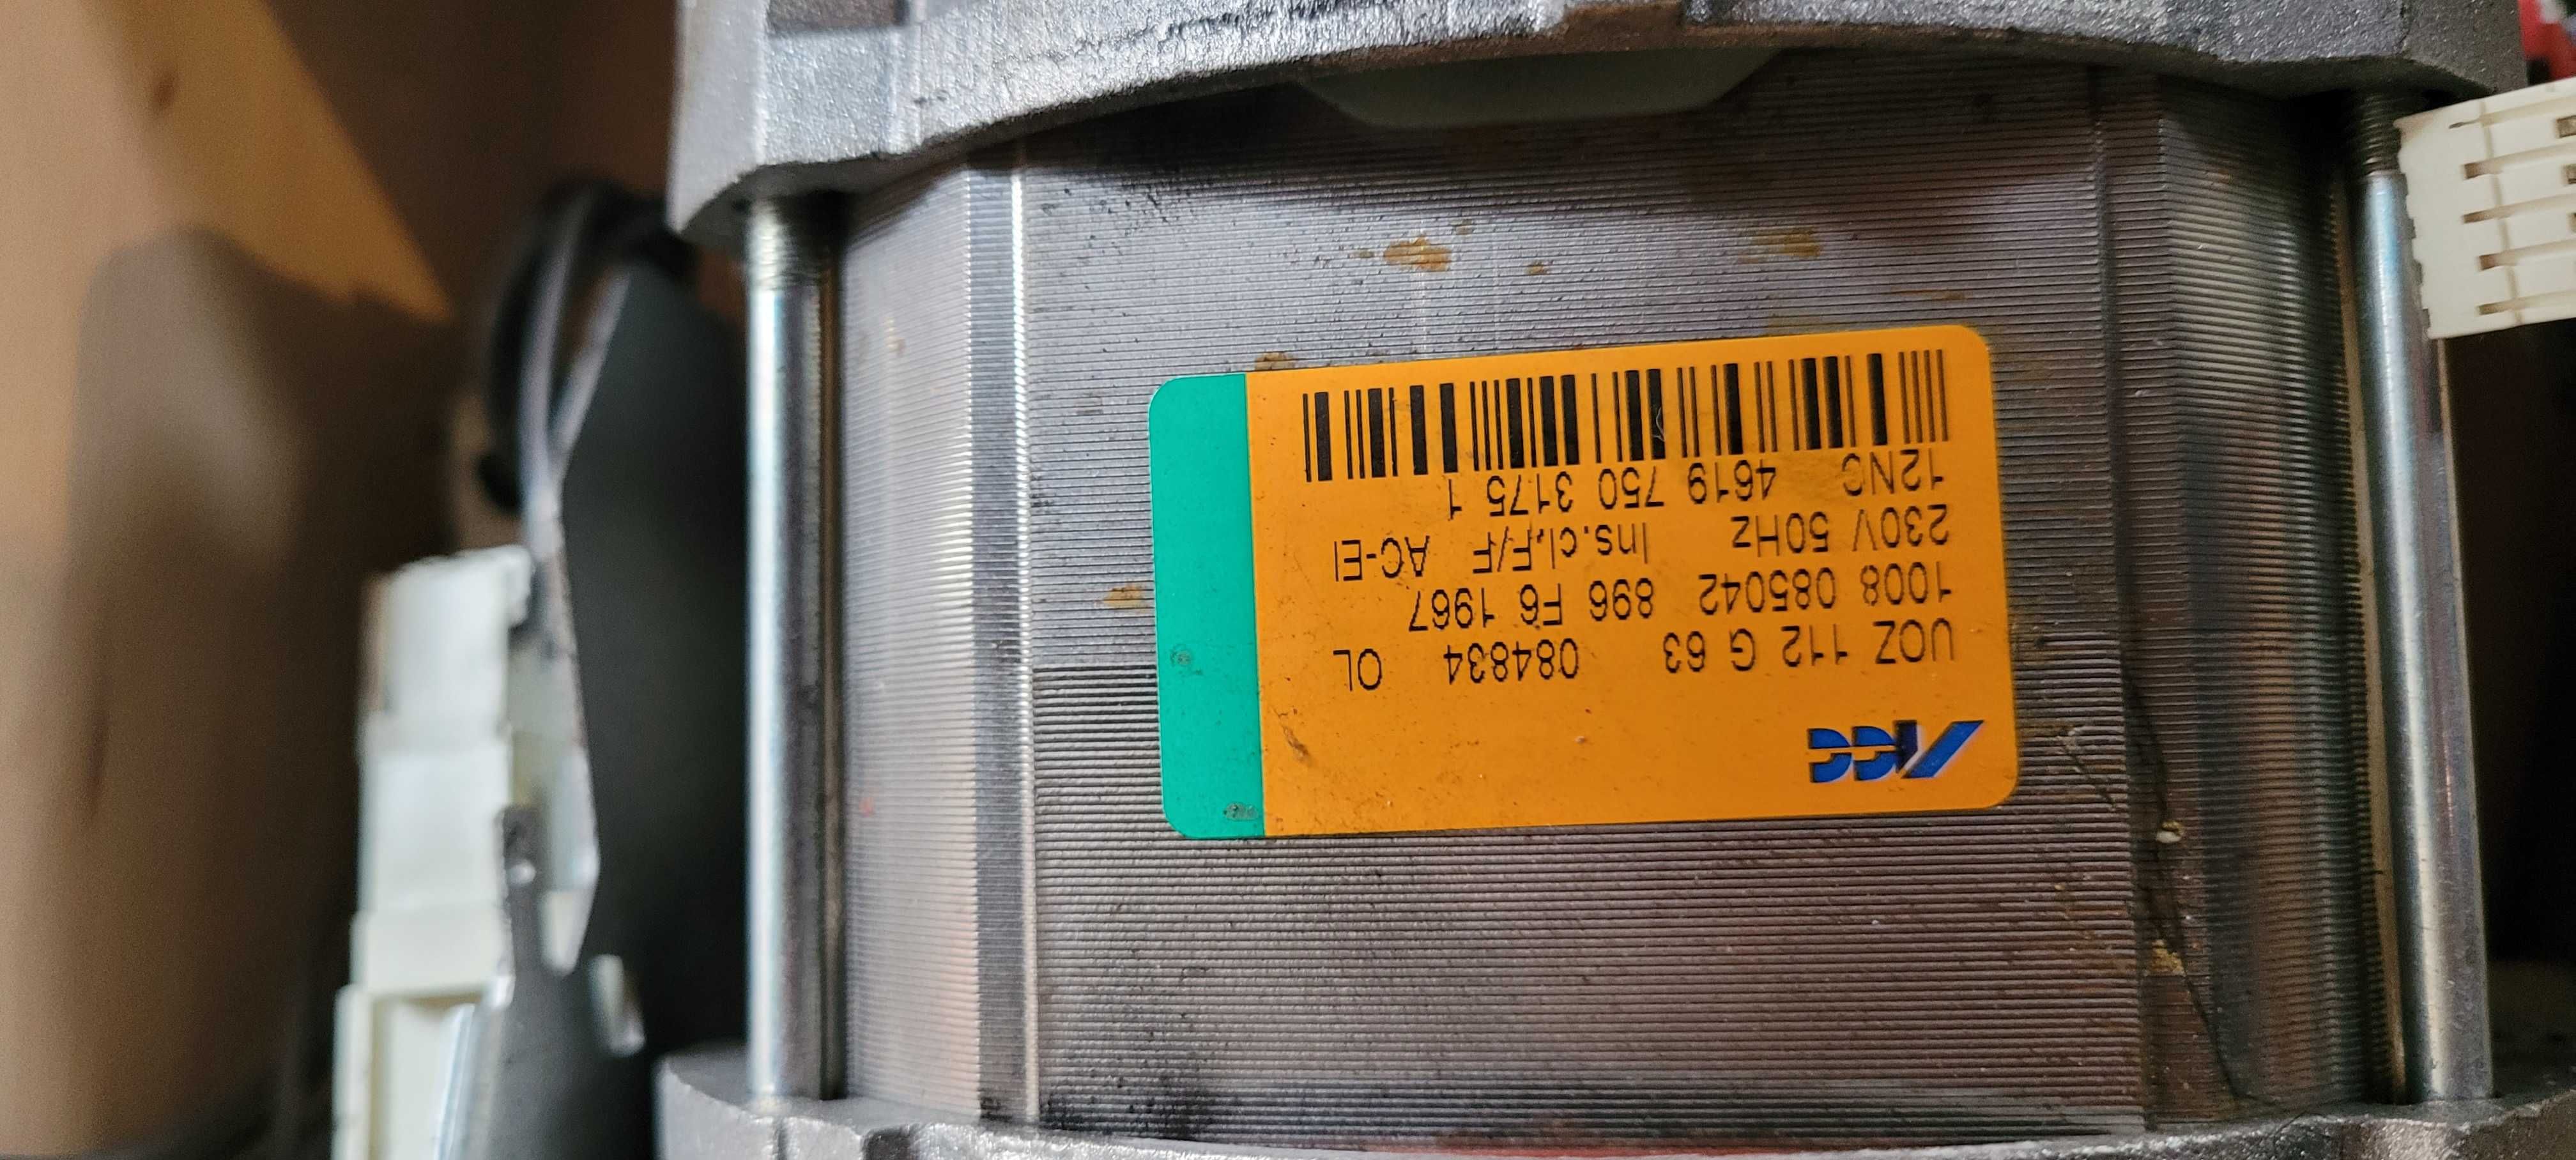 ACC
UOZ 112 G 63 084834 OL
1008 085042 896 F6 1967
230V 50Hz Ins.cl,F/F AC-EI
12NC 4619 750 3175 1